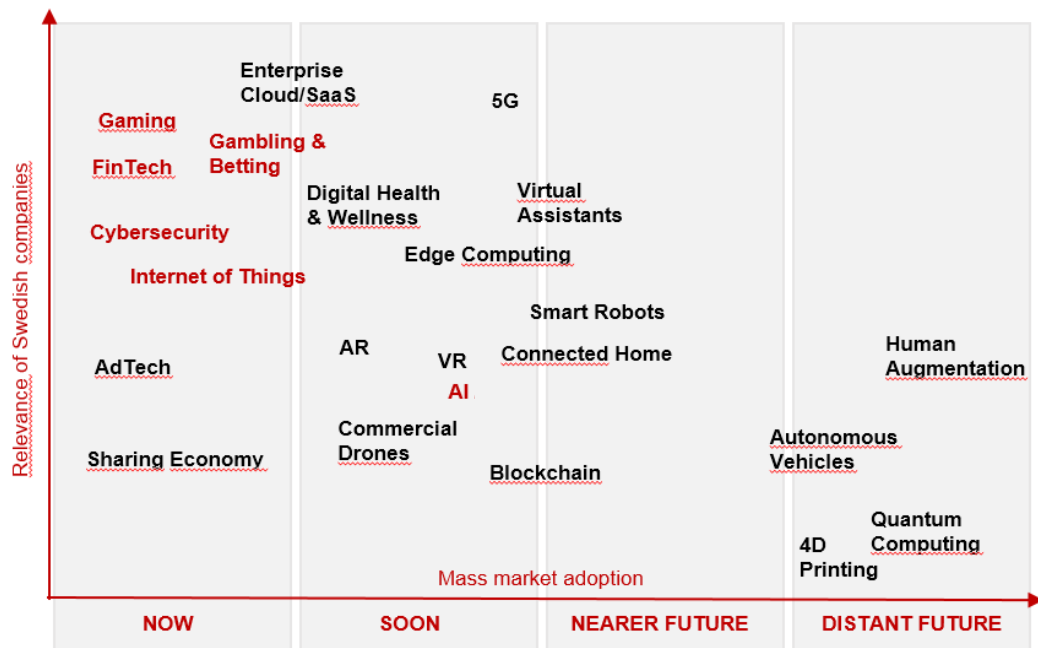 Relevance of Swedish companies
Enterprise
Cloud/SaaS
5G
Gaming
Gambling &
Betting
FinTech
Digital Health
& Wellness
Virtual
Assistants
Cybersecurity
Edge Computing
Internet of Things
Smart Robots
AR
VR
Connected Home
Human
Augmentation
AdTech
AI
Commercial
Drones
Autonomous
Vehicles
Sharing Economy
Blockchain
Quantum
Computing
4D
Printing
Mass market adoption
NOW
SOON
NEARER FUTURE
DISTANT FUTURE